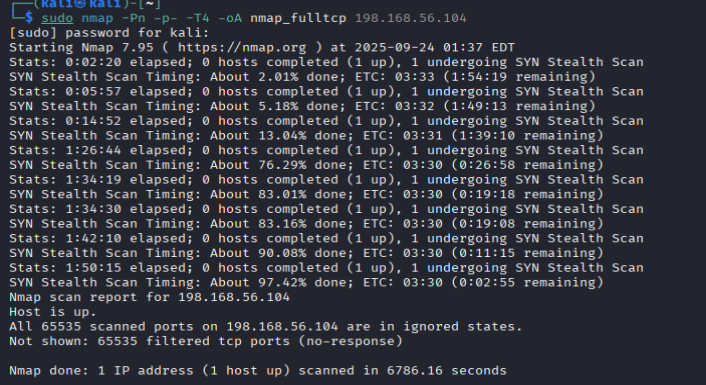 ┌──(kali㉿kali)-[~]
└─$ sudo nmap -Pn -p- -T4 -oA nmap_fulltcp 198.168.56.104
[sudo] password for kali:
Starting Nmap 7.95 ( https://nmap.org ) at 2025-09-24 01:37 EDT
Stats: 0:02:20 elapsed; 0 hosts completed (1 up), 1 undergoing SYN Stealth Scan
SYN Stealth Scan Timing: About 2.01% done; ETC: 03:33 (1:54:19 remaining)
Stats: 0:05:57 elapsed; 0 hosts completed (1 up), 1 undergoing SYN Stealth Scan
SYN Stealth Scan Timing: About 5.18% done; ETC: 03:32 (1:49:13 remaining)
Stats: 0:14:52 elapsed; 0 hosts completed (1 up), 1 undergoing SYN Stealth Scan
SYN Stealth Scan Timing: About 13.04% done; ETC: 03:31 (1:39:10 remaining)
Stats: 1:26:44 elapsed; 0 hosts completed (1 up), 1 undergoing SYN Stealth Scan
SYN Stealth Scan Timing: About 76.29% done; ETC: 03:30 (0:26:58 remaining)
Stats: 1:34:19 elapsed; 0 hosts completed (1 up), 1 undergoing SYN Stealth Scan
SYN Stealth Scan Timing: About 83.01% done; ETC: 03:30 (0:19:18 remaining)
Stats: 1:34:30 elapsed; 0 hosts completed (1 up), 1 undergoing SYN Stealth Scan
SYN Stealth Scan Timing: About 83.16% done; ETC: 03:30 (0:19:08 remaining)
Stats: 1:42:10 elapsed; 0 hosts completed (1 up), 1 undergoing SYN Stealth Scan
SYN Stealth Scan Timing: About 90.08% done; ETC: 03:30 (0:11:15 remaining)
Stats: 1:50:15 elapsed; 0 hosts completed (1 up), 1 undergoing SYN Stealth Scan
SYN Stealth Scan Timing: About 97.42% done; ETC: 03:30 (0:02:55 remaining)
Nmap scan report for 198.168.56.104
Host is up.
All 65535 scanned ports on 198.168.56.104 are in ignored states.
Not shown: 65535 filtered tcp ports (no-response)
Nmap done: 1 IP address (1 host up) scanned in 6786.16 seconds